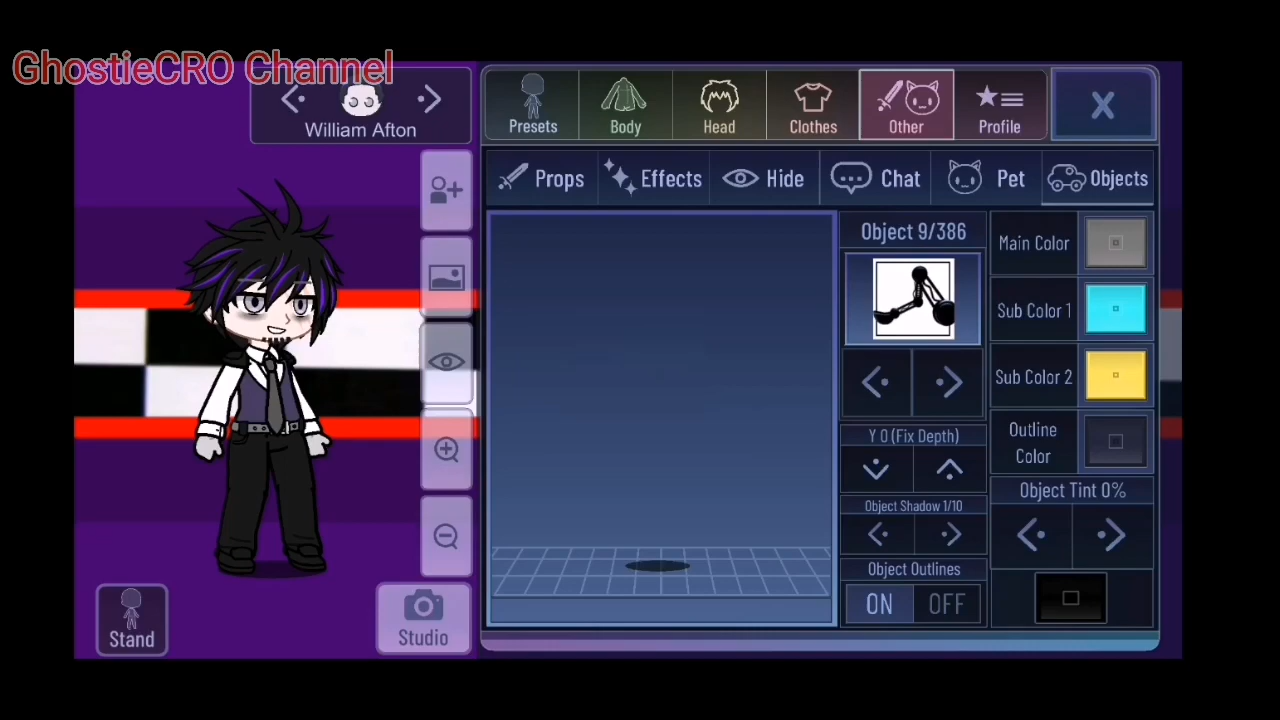 GhostieCRO Channel
William Afton
Presets
Body
Head
Clothes
Other
Profile
X
Props
Effects
Hide
Chat
Pet
Objects
Object 9/386
Main Color
Sub Color 1
Sub Color 2
Y 0 (Fix Depth)
Outline
Color
Object Shadow 1/10
Object Tint 0%
Object Outlines
ON
OFF
Stand
Studio